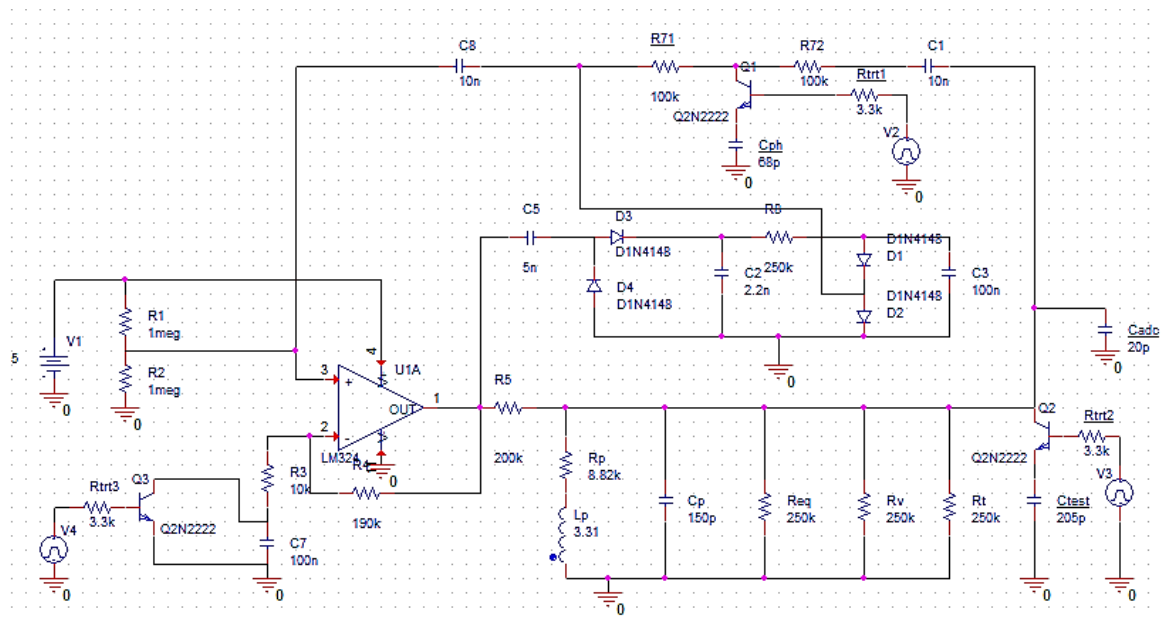 C8
10n
R71
100k
Q1
Q2N2222
R72
100k
C1
10n
Rtrt1
3.3k
V2
0
Cph
68p
0
C5
5n
D3
D1N4148
D4
D1N4148
C2
2.2n
R8
250k
D1N4148
D1
D1N4148
D2
C3
100n
0
Cadc
20p
0
5
V1
0
R1
1meg
R2
1meg
0
3
+
2
-
4
U1A
OUT
1
LM324
0
R3
10k
R4
190k
Rtrt3
3.3k
V4
0
Q3
Q2N2222
C7
100n
0
R5
200k
Rp
8.82k
Lp
3.31
Cp
150p
Req
250k
Rv
250k
Rt
250k
0
Q2
Q2N2222
Rtrt2
3.3k
V3
Ctest
205p
0
0